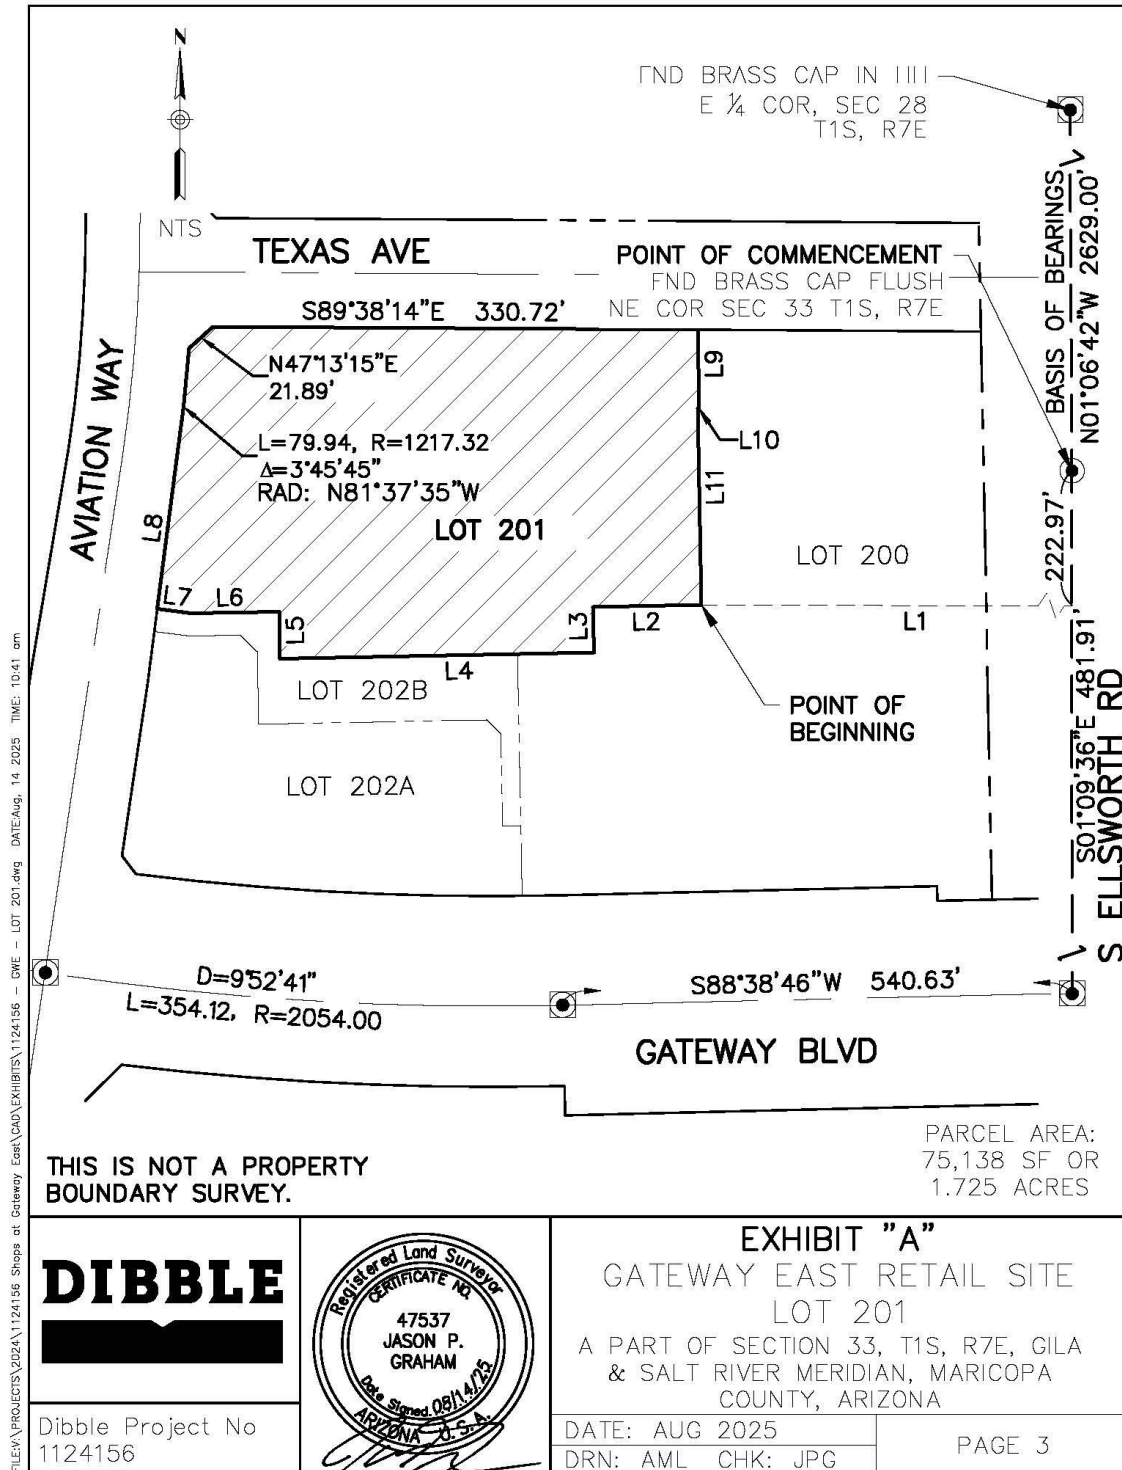 N
NTS
FND BRASS CAP IN HH
E ¼ COR, SEC 28
T1S, R7E
TEXAS AVE
POINT OF COMMENCEMENT
FND BRASS CAP FLUSH
NE COR SEC 33 T1S, R7E
BASIS OF BEARINGS
N01°06'42"W 2629.00'
S89°38'14"E 330.72'
AVIATION WAY
N47°13'15"E
21.89'
L=79.94, R=1217.32
Δ=3°45'45"
RAD: N81°37'35"W
L9
L10
L11
L8
LOT 201
LOT 200
222.97'
L7
L6
L5
L4
L3
L2
L1
LOT 202B
POINT OF
BEGINNING
LOT 202A
S01°09'36"E 481.91'
S ELLSWORTH RD
D=9°52'41"
L=354.12, R=2054.00
S88°38'46"W 540.63'
GATEWAY BLVD
PARCEL AREA:
75,138 SF OR
1.725 ACRES
THIS IS NOT A PROPERTY
BOUNDARY SURVEY.
FILE:V:\PROJECTS\2024\1124156 Shops at Gateway East\CAD\EXHIBITS\1124156 - GWE - LOT 201.dwg DATE:Aug, 14 2025 TIME: 10:41 am
DIBBLE
Dibble Project No
1124156
Registered Land Surveyor
CERTIFICATE NO.
47537
JASON P.
GRAHAM
Date Signed 08/14/25
ARIZONA U.S.A.
EXHIBIT "A"
GATEWAY EAST RETAIL SITE
LOT 201
A PART OF SECTION 33, T1S, R7E, GILA
& SALT RIVER MERIDIAN, MARICOPA
COUNTY, ARIZONA
DATE: AUG 2025
DRN: AML CHK: JPG
PAGE 3